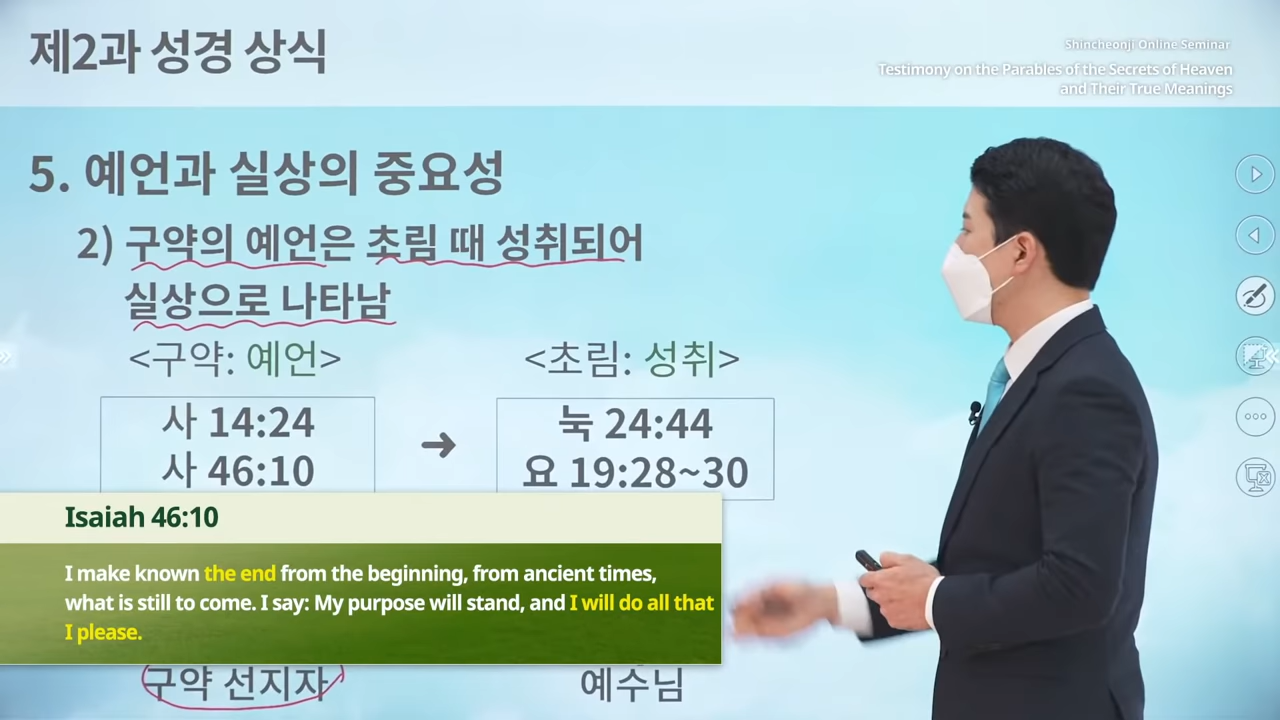 제2과 성경 상식
Shincheonji Online Seminar
Testimony on the Parables of the Secrets of Heaven
and Their True Meanings
5. 예언과 실상의 중요성
2) 구약의 예언은 초림 때 성취되어
실상으로 나타남
<구약: 예언>
<초림: 성취>
사 14:24
사 46:10
➜
눅 24:44
요 19:28~30
Isaiah 46:10
I make known the end from the beginning, from ancient times,
what is still to come. I say: My purpose will stand, and I will do all that
I please.
구약 선지자
예수님